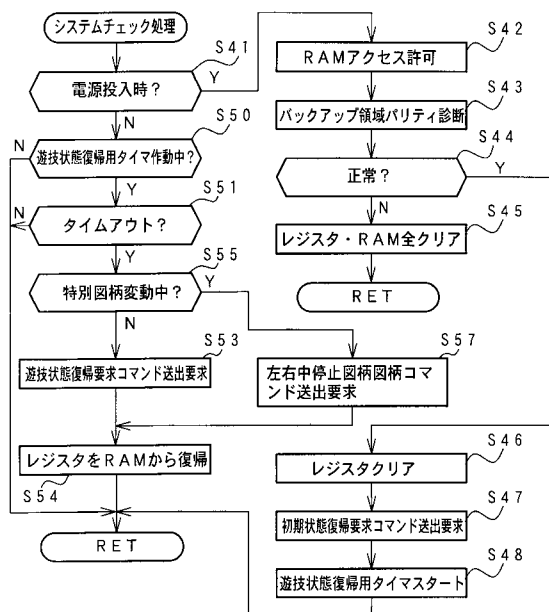 システムチェック処理
S41
電源投入時?
Y
N
S42
RAMアクセス許可
S43
バックアップ領域パリティ診断
S44
正常?
Y
N
S45
レジスタ・RAM全クリア
RET
S50
遊技状態復帰用タイマ作動中?
N
Y
S51
タイムアウト?
N
Y
S55
特別図柄変動中?
Y
N
S53
遊技状態復帰要求コマンド送出要求
S57
左右中停止図柄図柄コマ
ンド送出要求
レジスタをRAMから復帰
S54
RET
S46
レジスタクリア
S47
初期状態復帰要求コマンド送出要求
S48
遊技状態復帰用タイマスタート